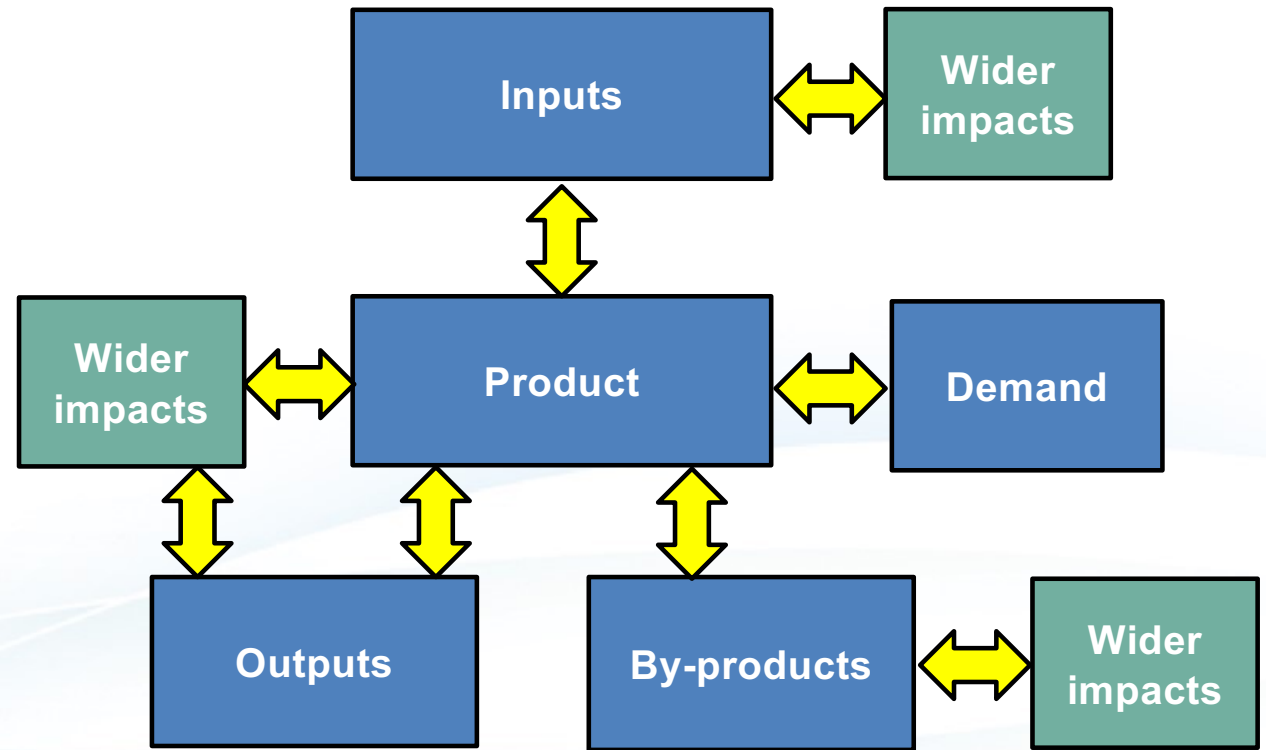 Inputs
Wider
impacts
Wider
impacts
Product
Demand
Outputs
By-products
Wider
impacts